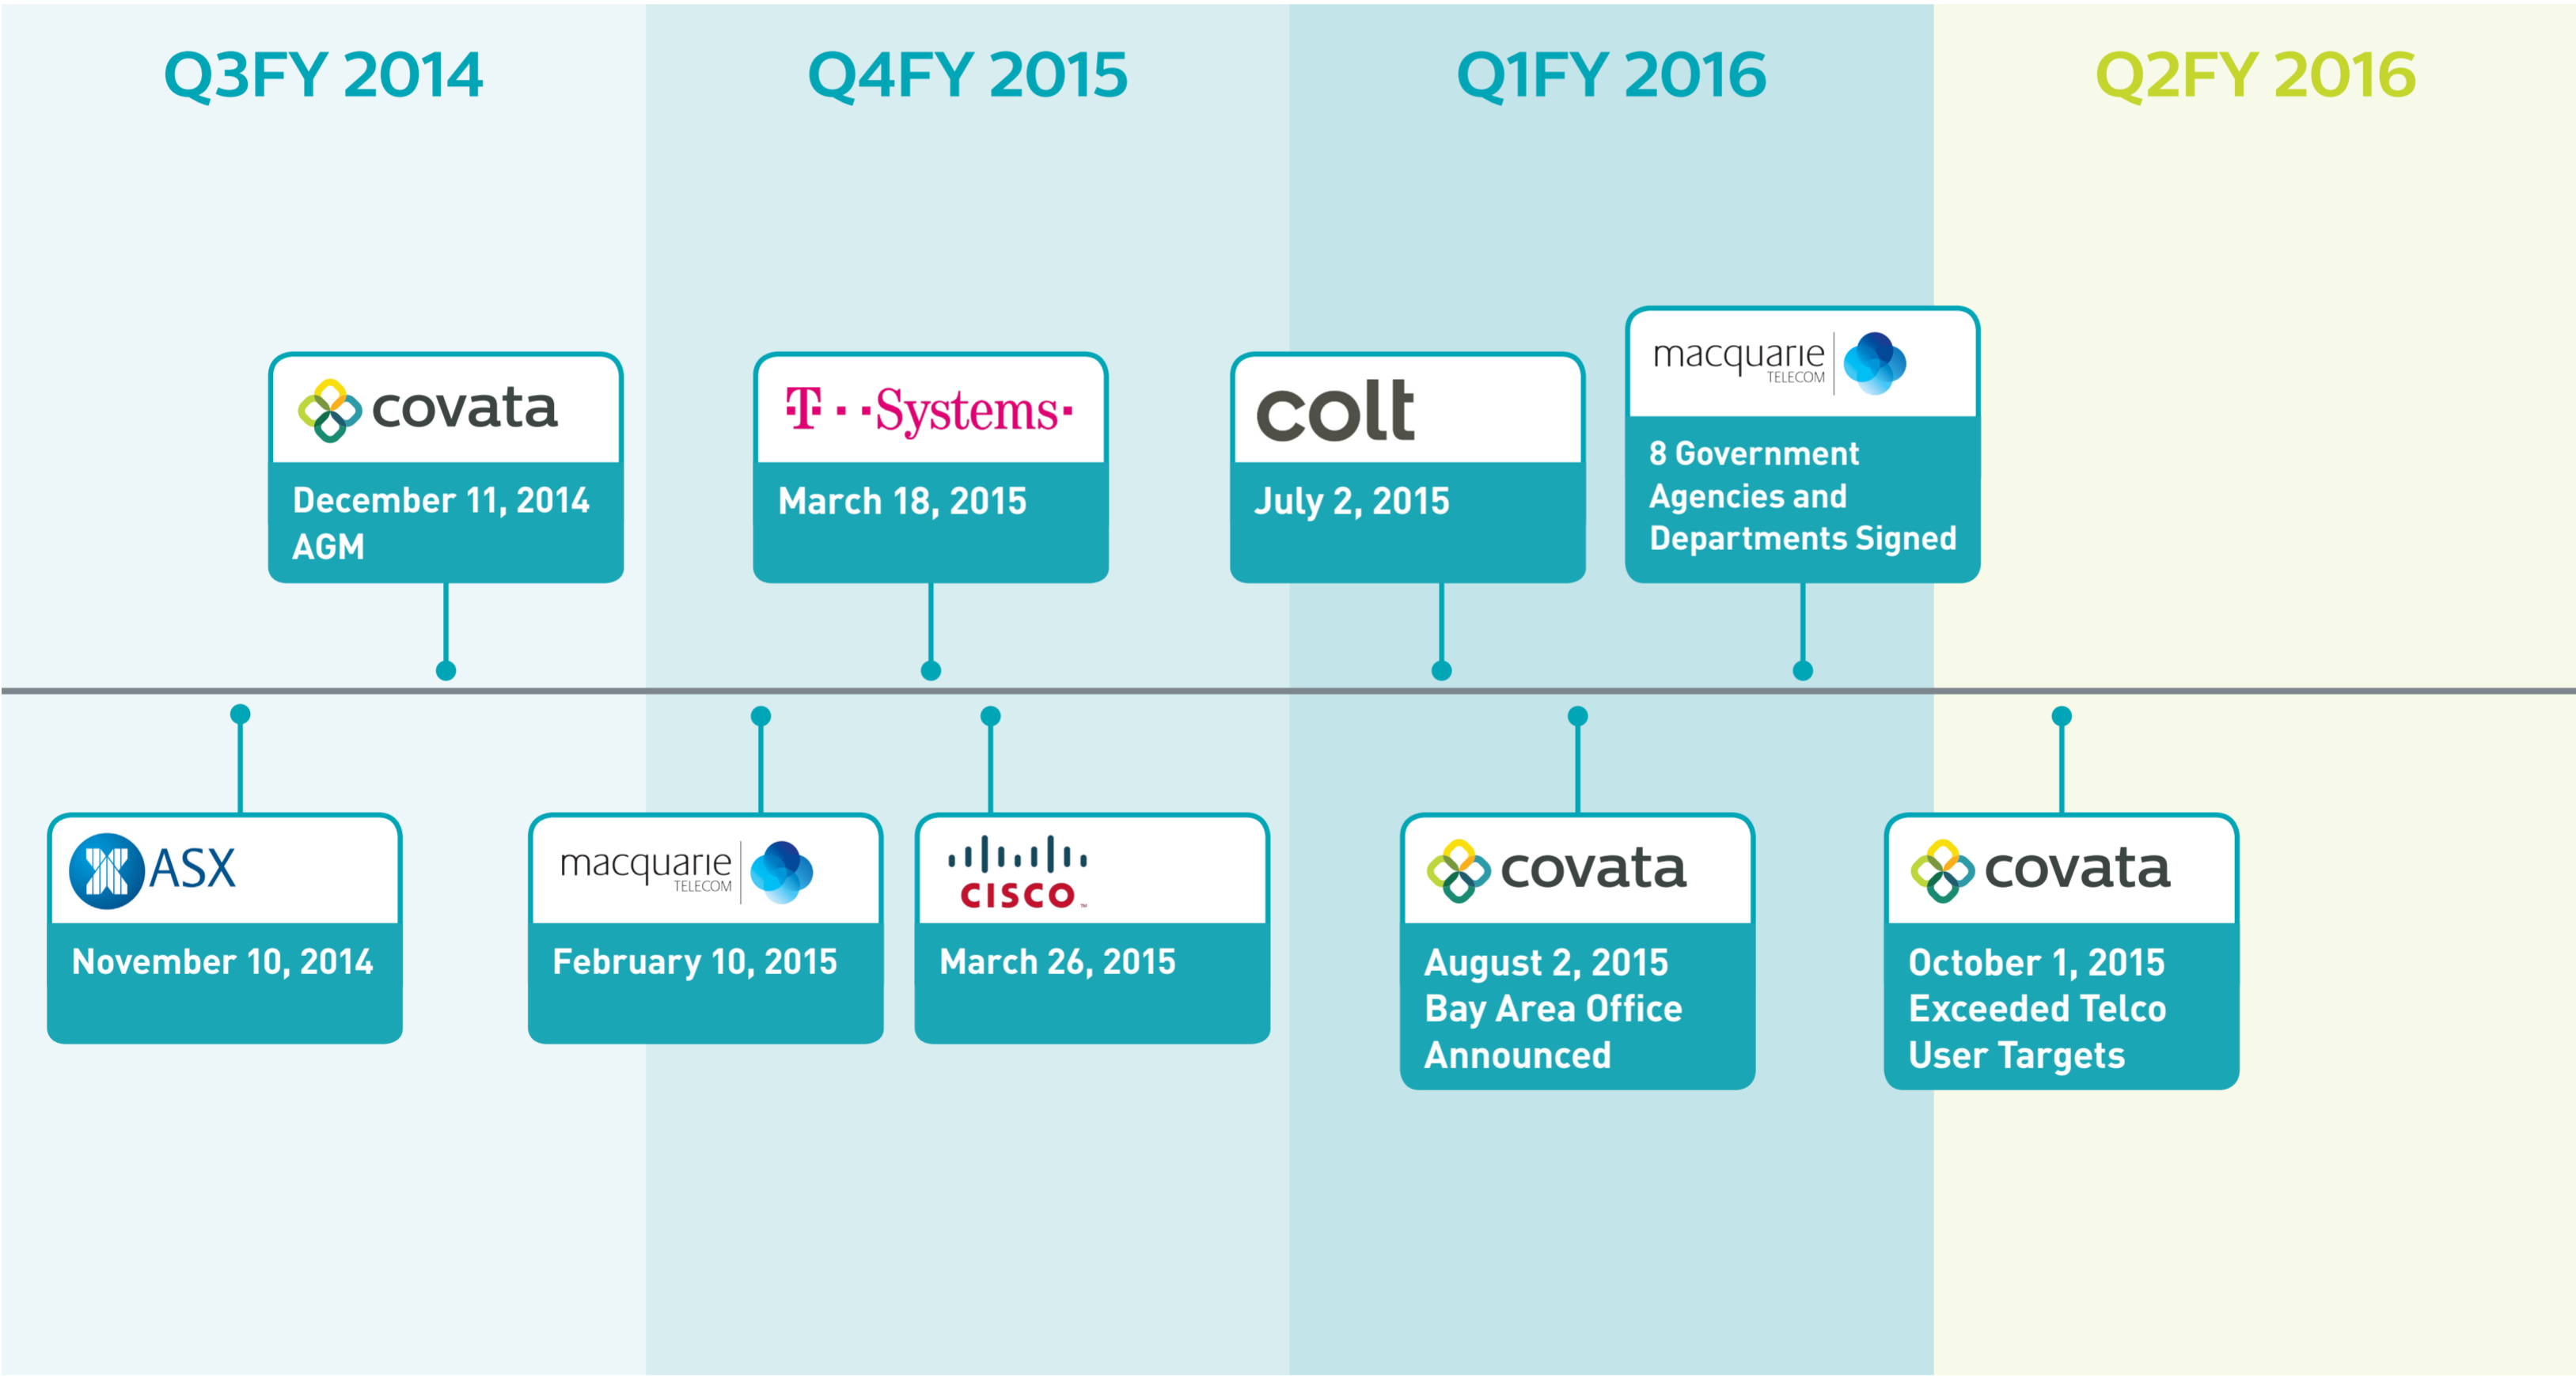 Q3FY 2014
Q4FY 2015
Q1FY 2016
Q2FY 2016
covata
December 11, 2014
AGM
T··Systems·
March 18, 2015
colt
July 2, 2015
macquarie
TELECOM
8 Government
Agencies and
Departments Signed
ASX
November 10, 2014
macquarie
TELECOM
February 10, 2015
CISCO™
March 26, 2015
covata
August 2, 2015
Bay Area Office
Announced
covata
October 1, 2015
Exceeded Telco
User Targets